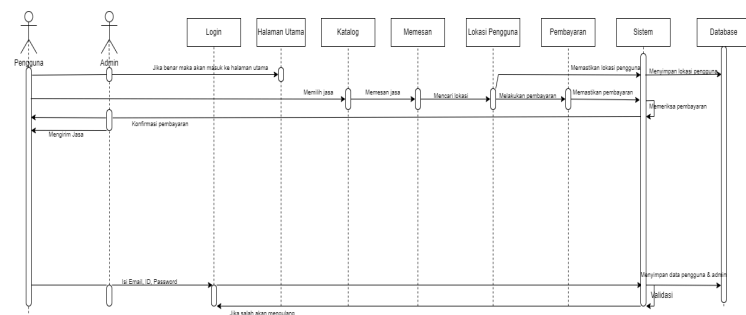 Login
Halaman Utama
Katalog
Memesan
Lokasi Pengguna
Pembayaran
Sistem
Database
Pengguna
Admin
Jika benar maka akan masuk ke halaman utama
Memastikan lokasi pengguna
Menyimpan lokasi pengguna
Memilih jasa
Memesan jasa
Mencari lokasi
Melakukan pembayaran
Memastikan pembayaran
Memeriksa pembayaran
Konfirmasi pembayaran
Mengirim Jasa
Menyimpan data pengguna & admin
Isi Email, ID, Password
Validasi
Jika salah akan mengulang